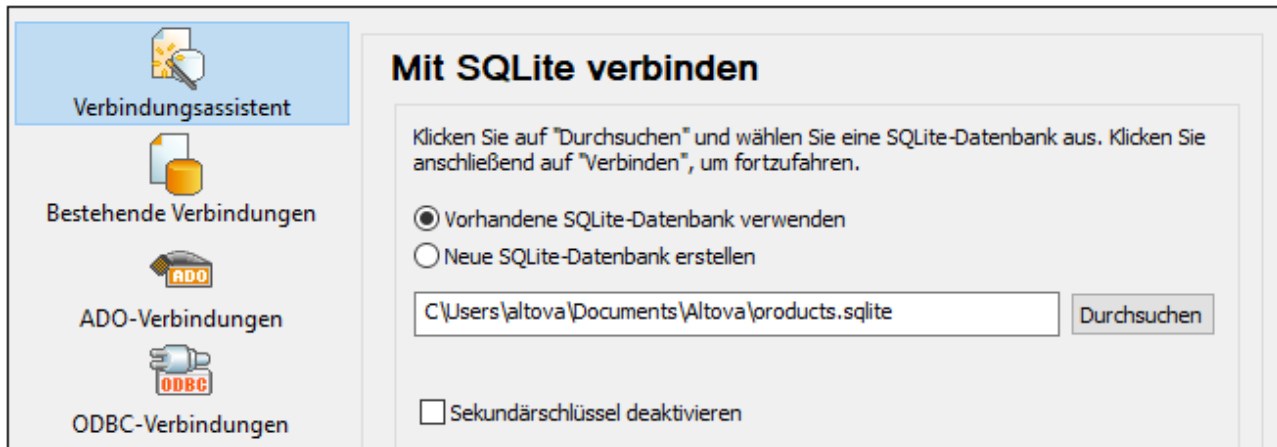 Verbindungsassistent
Bestehende Verbindungen
ADO
ADO-Verbindungen
ODBC
ODBC-Verbindungen
Mit SQLite verbinden
Klicken Sie auf "Durchsuchen" und wählen Sie eine SQLite-Datenbank aus. Klicken Sie
anschließend auf "Verbinden", um fortzufahren.
Vorhandene SQLite-Datenbank verwenden
Neue SQLite-Datenbank erstellen
C\Users\altova\Documents\Altova\products.sqlite
Durchsuchen
Sekundärschlüssel deaktivieren